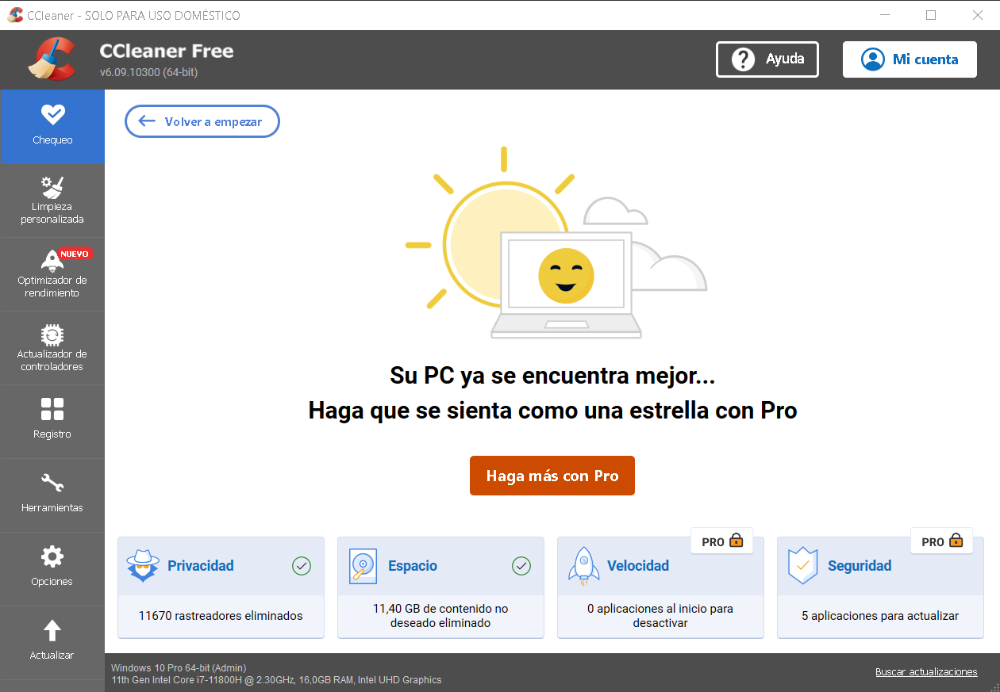 CCleaner - SOLO PARA USO DOMÉSTICO
CCleaner Free
v6.09.10300 (64-bit)
Ayuda
Mi cuenta
Chequeo
Limpieza
personalizada
NUEVO
Optimizador de
rendimiento
Actualizador de
controladores
Registro
Herramientas
Opciones
Actualizar
Volver a empezar
Su PC ya se encuentra mejor...
Haga que se sienta como una estrella con Pro
Haga más con Pro
Privacidad
11670 rastreadores eliminados
Espacio
11,40 GB de contenido no
deseado eliminado
PRO
Velocidad
0 aplicaciones al inicio para
desactivar
PRO
Seguridad
5 aplicaciones para actualizar
Windows 10 Pro 64-bit (Admin)
11th Gen Intel Core i7-11800H @ 2.30GHz, 16,0GB RAM, Intel UHD Graphics
Buscar actualizaciones